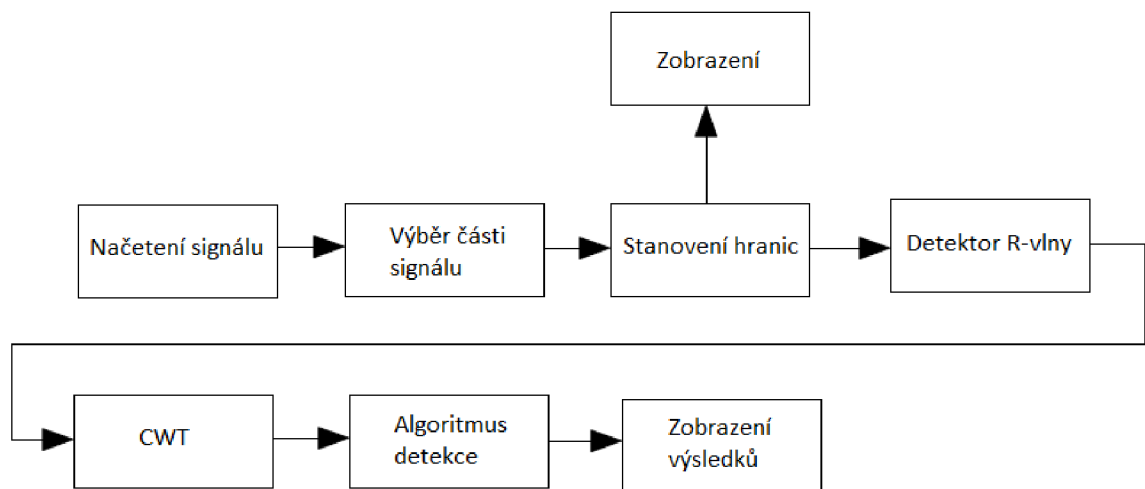 Zobrazení
Načetení signálu
Výběr části
signálu
Stanovení hranic
Detektor R-vlny
CWT
Algoritmus
detekce
Zobrazení
výsledků